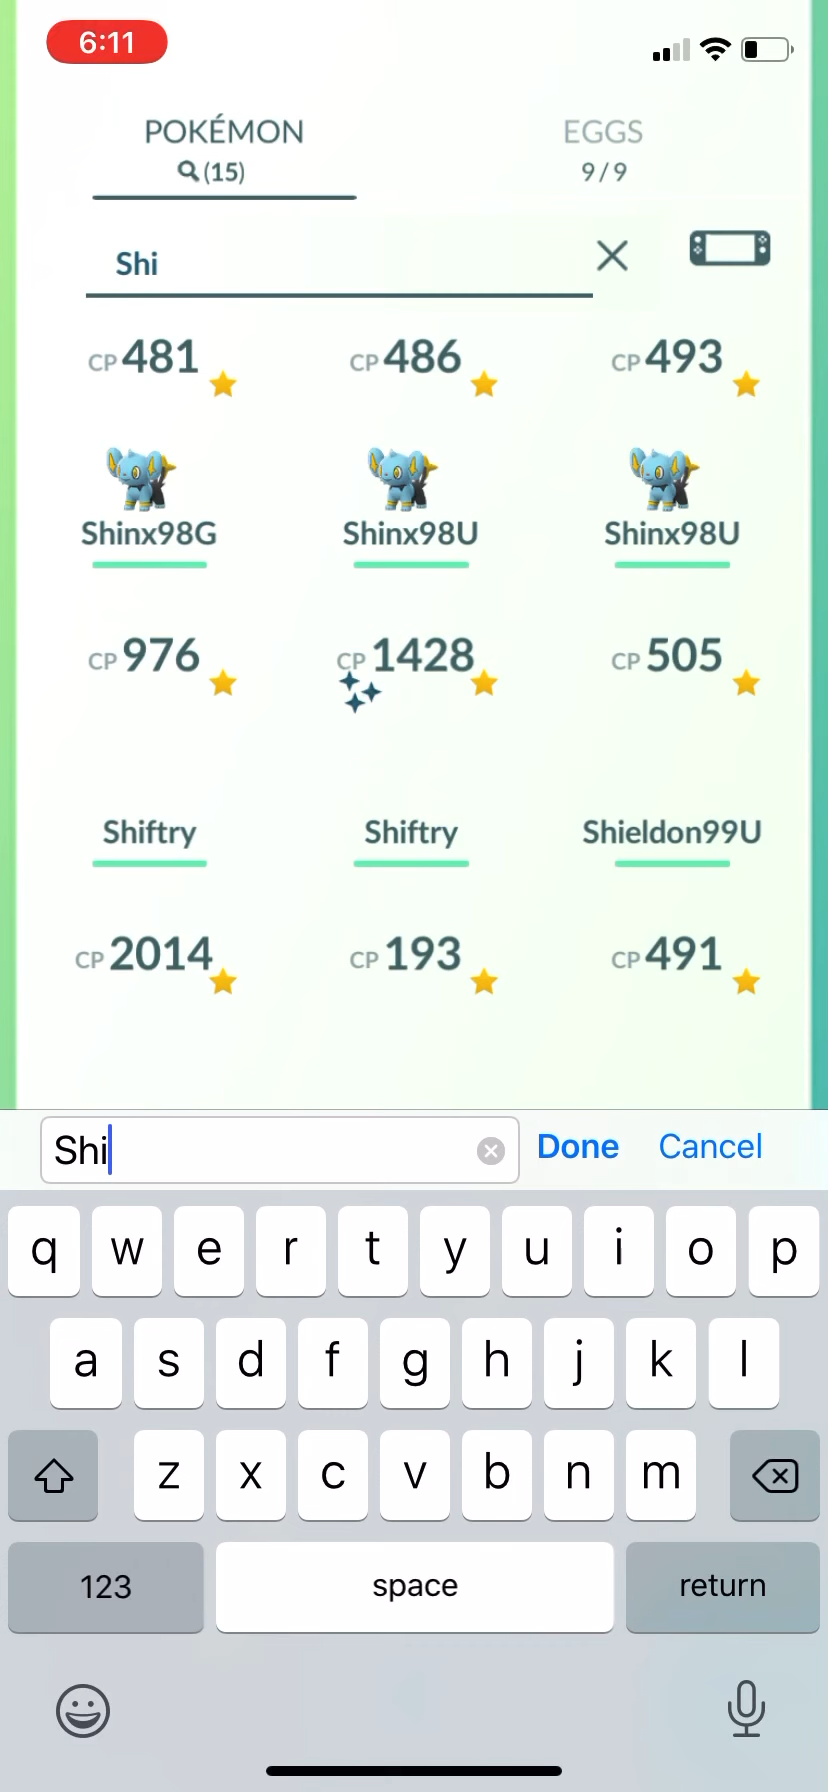 6:11
POKÉMON EGGS
(15) 9/9
Shi
CP481 CP486 CP493
Shinx98G Shinx98U Shinx98U
CP976 CP1428 CP505
Shiftry Shiftry Shieldon99U
CP2014 CP193 CP491
Shi Done Cancel
q w e r t y u i o p
a s d f g h j k l
z x c v b n m
123 space return